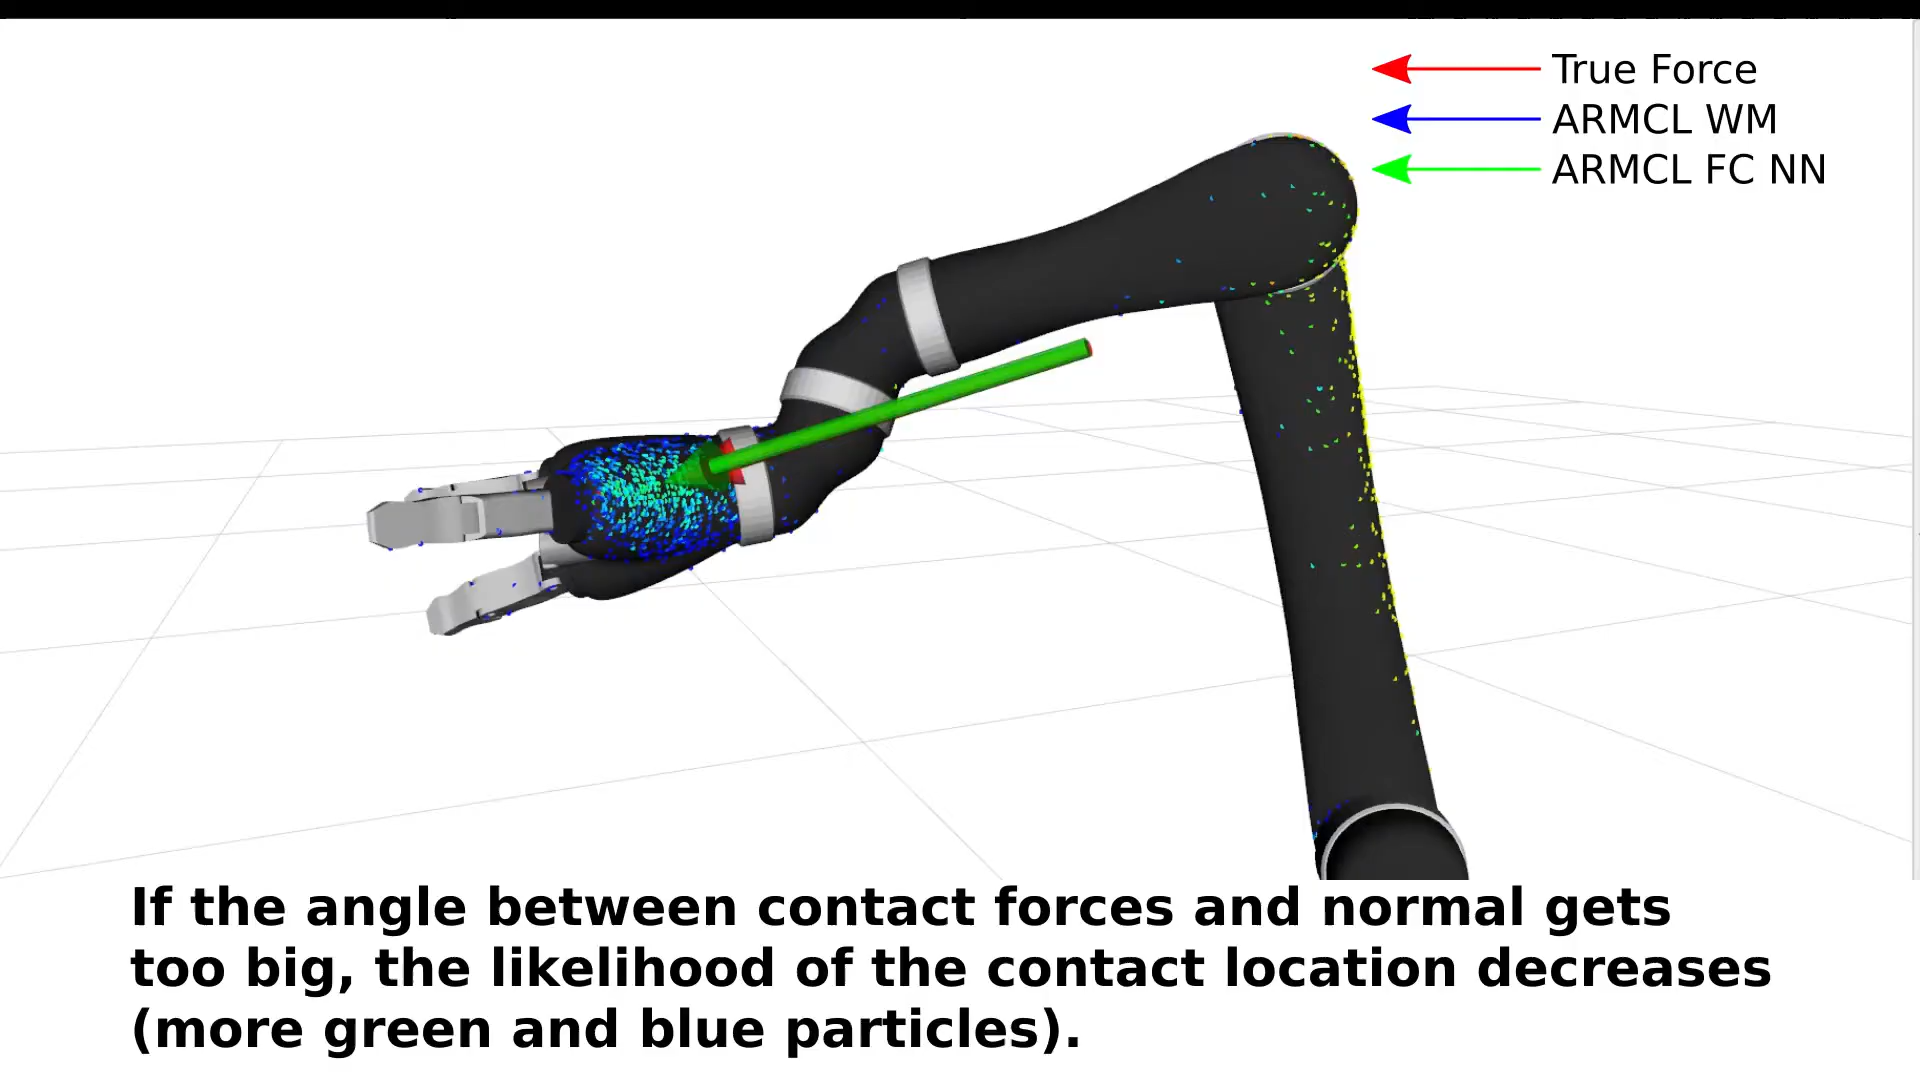 True Force
ARMCL WM
ARMCL FC NN
If the angle between contact forces and normal gets
too big, the likelihood of the contact location decreases
(more green and blue particles).